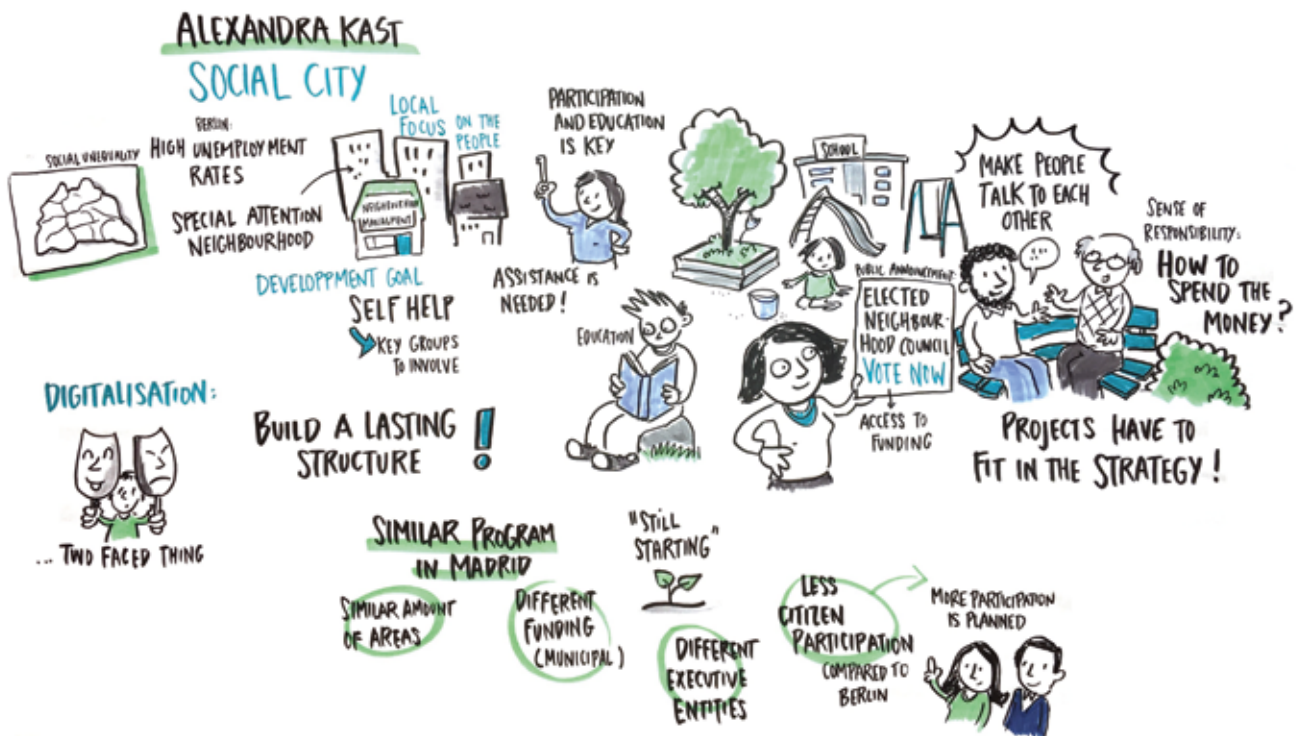 ALEXANDRA KAST
SOCIAL CITY
SOCIAL UNEQUALITY
BERLIN:
HIGH UNEMPLOYMENT
RATES
SPECIAL ATTENTION
NEIGHBOURHOOD
LOCAL
FOCUS ON THE
PEOPLE
NEIGHBOURHOOD
MANAGMENT
DEVELOPPMENT GOAL
SELF HELP
KEY GROUPS
TO INVOLVE
PARTICIPATION
AND EDUCATION
IS KEY
ASSISTANCE IS
NEEDED!
EDUCATION
SCHOOL
PUBLIC ANNOUNCEMENT:
ELECTED
NEIGHBOUR-
HOOD COUNCIL
VOTE NOW
ACCESS TO
FUNDING
MAKE PEOPLE
TALK TO EACH
OTHER
SENSE OF
RESPONSIBILITY:
HOW TO
SPEND THE
MONEY?
PROJECTS HAVE TO
FIT IN THE STRATEGY!
DIGITALISATION:
... TWO FACED THING
BUILD A LASTING
STRUCTURE !
SIMILAR PROGRAM
IN MADRID
"STILL
STARTING"
SIMILAR AMOUNT
OF AREAS
DIFFERENT
FUNDING
(MUNICIPAL)
DIFFERENT
EXECUTIVE
ENTITIES
LESS
CITIZEN
PARTICIPATION
COMPARED TO
BERLIN
MORE PARTICIPATION
IS PLANNED